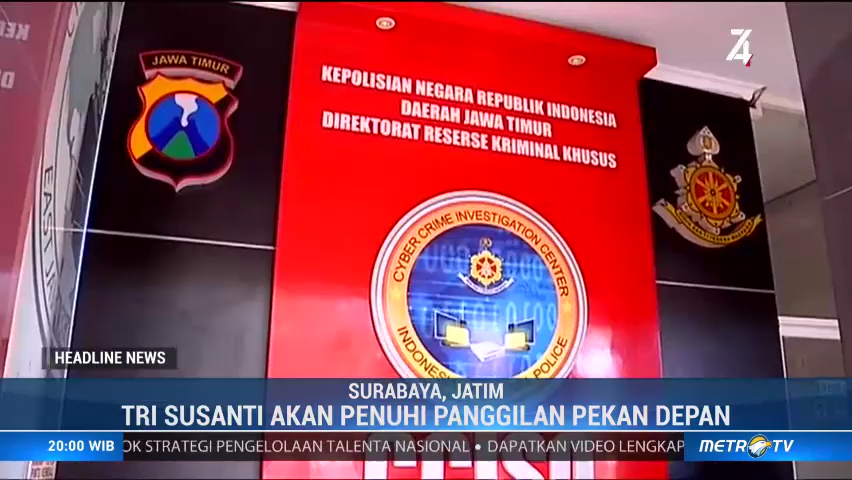 JAWA TIMUR
KEPOLISIAN NEGARA REPUBLIK INDONESIA
DAERAH JAWA TIMUR
DIREKTORAT RESERSE KRIMINAL KHUSUS
CYBER CRIME INVESTIGATION CENTER
POLICE
EAST
HEADLINE NEWS
SURABAYA, JATIM
TRI SUSANTI AKAN PENUHI PANGGILAN PEKAN DEPAN
20:00 WIB
OK STRATEGI PENGELOLAAN TALENTA NASIONAL • DAPATKAN VIDEO LENGKAP
METRO TV